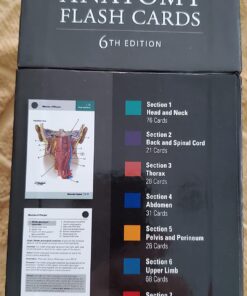 ANATOMY
FLASH CARDS
6TH EDITION
Section 1
Head and Neck
76 Cards
Section 2
Back and Spinal Cord
21 Cards
Section 3
Thorax
28 Cards
Section 4
Abdomen
31 Cards
Section 5
Pelvis and Perineum
28 Cards
Section 6
Upper Limb
68 Cards
Section 7